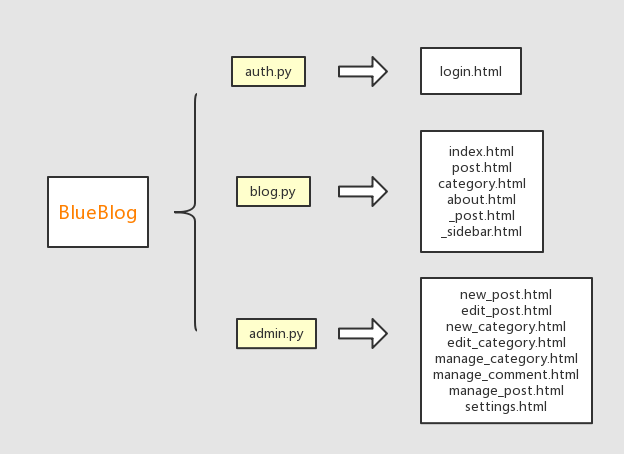 auth.py
login.html
BlueBlog
blog.py
index.html
post.html
category.html
about.html
_post.html
_sidebar.html
admin.py
new_post.html
edit_post.html
new_category.html
edit_category.html
manage_category.html
manage_comment.html
manage_post.html
settings.html